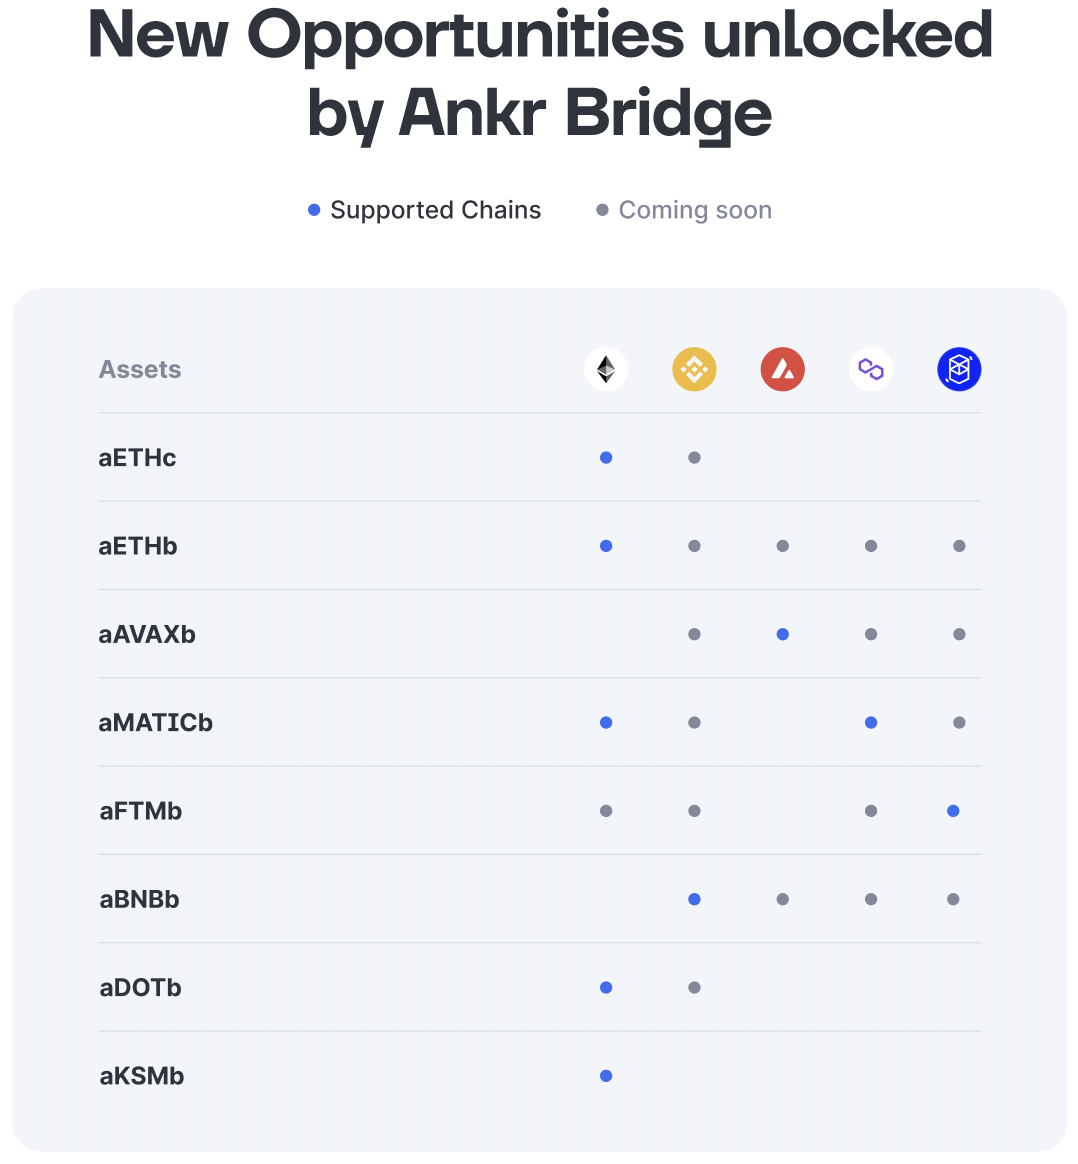 New Opportunities unlocked
by Ankr Bridge
Supported Chains
Coming soon
Assets
aETHc
aETHb
aAVAXb
aMATICb
aFTMb
aBNBb
aDOTb
aKSMb